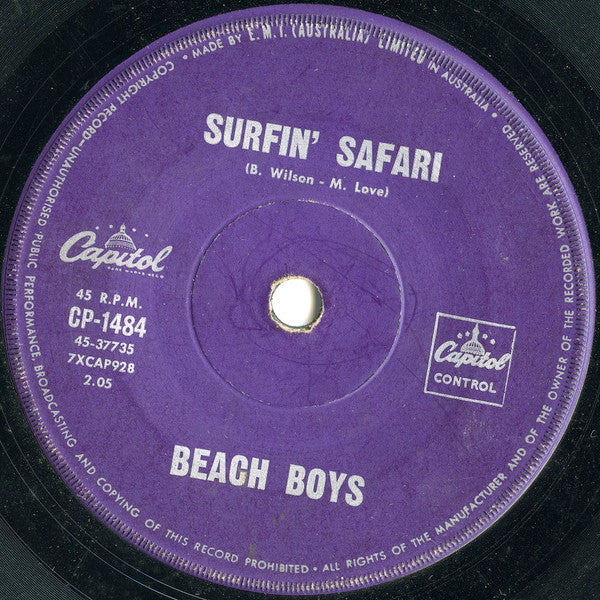 MADE BY E.M.I. (AUSTRALIA) LIMITED IN AUSTRALIA • ALL RIGHTS OF THE MANUFACTURER AND OF THE OWNER OF THE RECORDED WORK ARE RESERVED • COPYRIGHT RECORD—UNAUTHORISED PUBLIC PERFORMANCE, BROADCASTING AND COPYING OF THIS RECORD PROHIBITED •
SURFIN' SAFARI
(B. Wilson - M. Love)
Capitol
45 R.P.M.
CP-1484
45-37735
7XCAP928
2.05
Capitol
CONTROL
BEACH BOYS